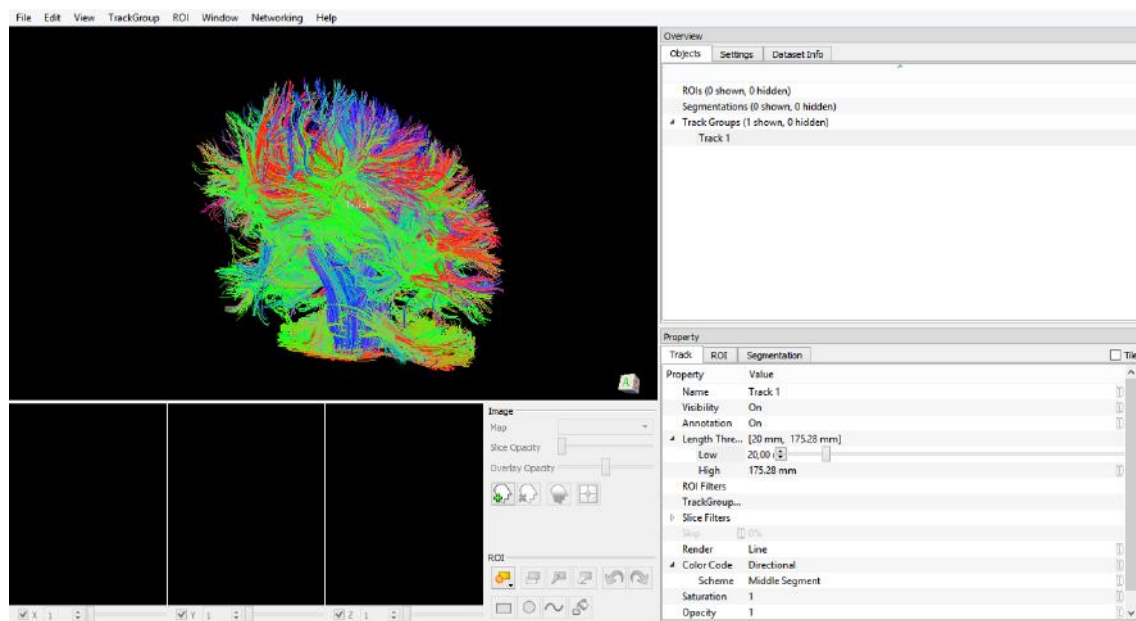 File Edit View TrackGroup ROI Window Networking Help
Overview
Objects Settings Dataset Info
ROIs (0 shown, 0 hidden)
Segmentations (0 shown, 0 hidden)
Track Groups (1 shown, 0 hidden)
Track 1
Track
A
Property
Track ROI Segmentation Tile
Property Value
Name Track 1
Visibility On
Annotation On
Length Thre... [20 mm, 175.28 mm]
Low 20,00
High 175.28 mm
ROI Filters
TrackGroup...
Slice Filters
Skip 0%
Render Line
Color Code Directional
Scheme Middle Segment
Saturation 1
Opacity 1
Image
Map
Slice Opacity
Overlay Opacity
ROI
X 1 Y 1 Z 1